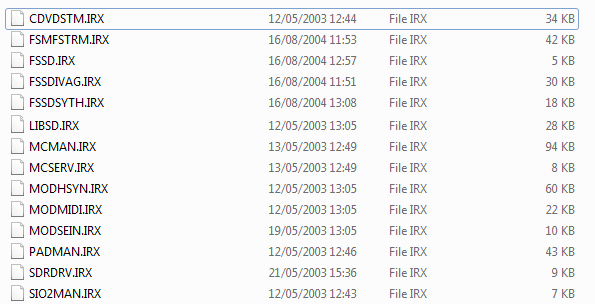 CDVDSTM.IRX 12/05/2003 12:44 File IRX 34 KB
FSMFSTRM.IRX 16/08/2004 11:53 File IRX 42 KB
FSSD.IRX 16/08/2004 12:57 File IRX 5 KB
FSSDIVAG.IRX 16/08/2004 11:51 File IRX 30 KB
FSSDSYTH.IRX 16/08/2004 13:08 File IRX 18 KB
LIBSD.IRX 12/05/2003 13:05 File IRX 28 KB
MCMAN.IRX 13/05/2003 12:49 File IRX 94 KB
MCSERV.IRX 13/05/2003 12:49 File IRX 8 KB
MODHSYN.IRX 12/05/2003 13:05 File IRX 60 KB
MODMIDI.IRX 12/05/2003 13:05 File IRX 22 KB
MODSEIN.IRX 19/05/2003 13:05 File IRX 10 KB
PADMAN.IRX 12/05/2003 12:46 File IRX 43 KB
SDRDRV.IRX 21/05/2003 15:36 File IRX 9 KB
SIO2MAN.IRX 12/05/2003 12:43 File IRX 7 KB